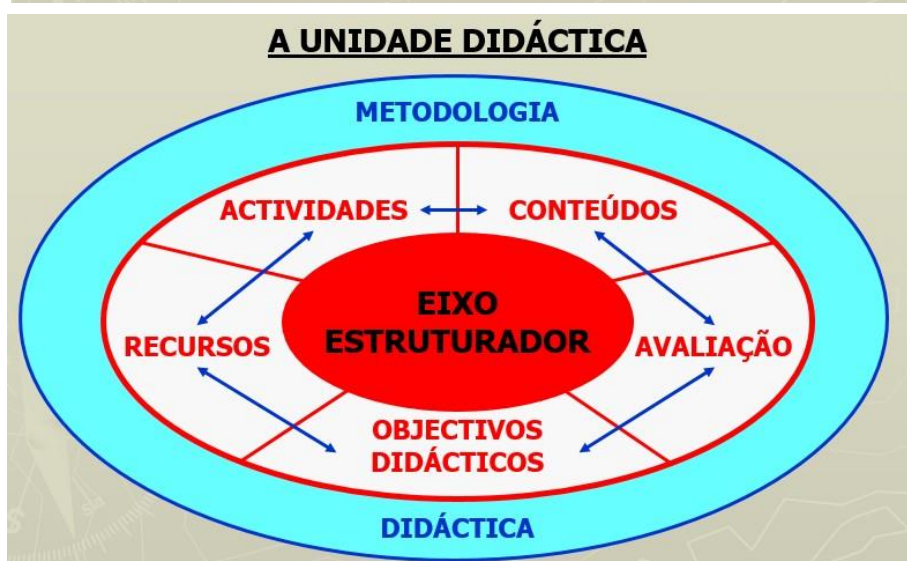 A UNIDADE DIDÁCTICA
METODOLOGIA
ACTIVIDADES
CONTEÚDOS
EIXO
ESTRUTURADOR
RECURSOS
AVALIAÇÃO
OBJECTIVOS
DIDÁCTICOS
DIDÁCTICA